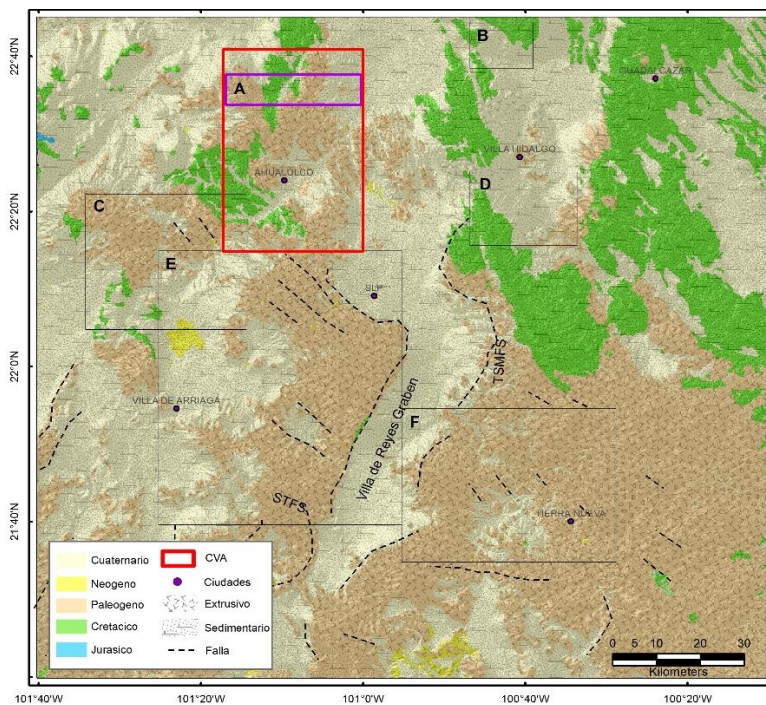 22°40'N
22°20'N
22°0'N
21°40'N
A
B
GUADALCAZAR
VILLA HIDALGO
AHUALULCO
D
C
E
SLP
TSMFS
VILLA DE ARRIAGA
Villa de Reyes Graben
F
STFS
TIERRA NUEVA
Cuaternario
Neogeno
Paleogeno
Cretacico
Jurasico
CVA
Ciudades
Extrusivo
Sedimentario
Falla
0 5 10 20 30
Kilometers
101°40'W 101°20'W 101°0'W 100°40'W 100°20'W